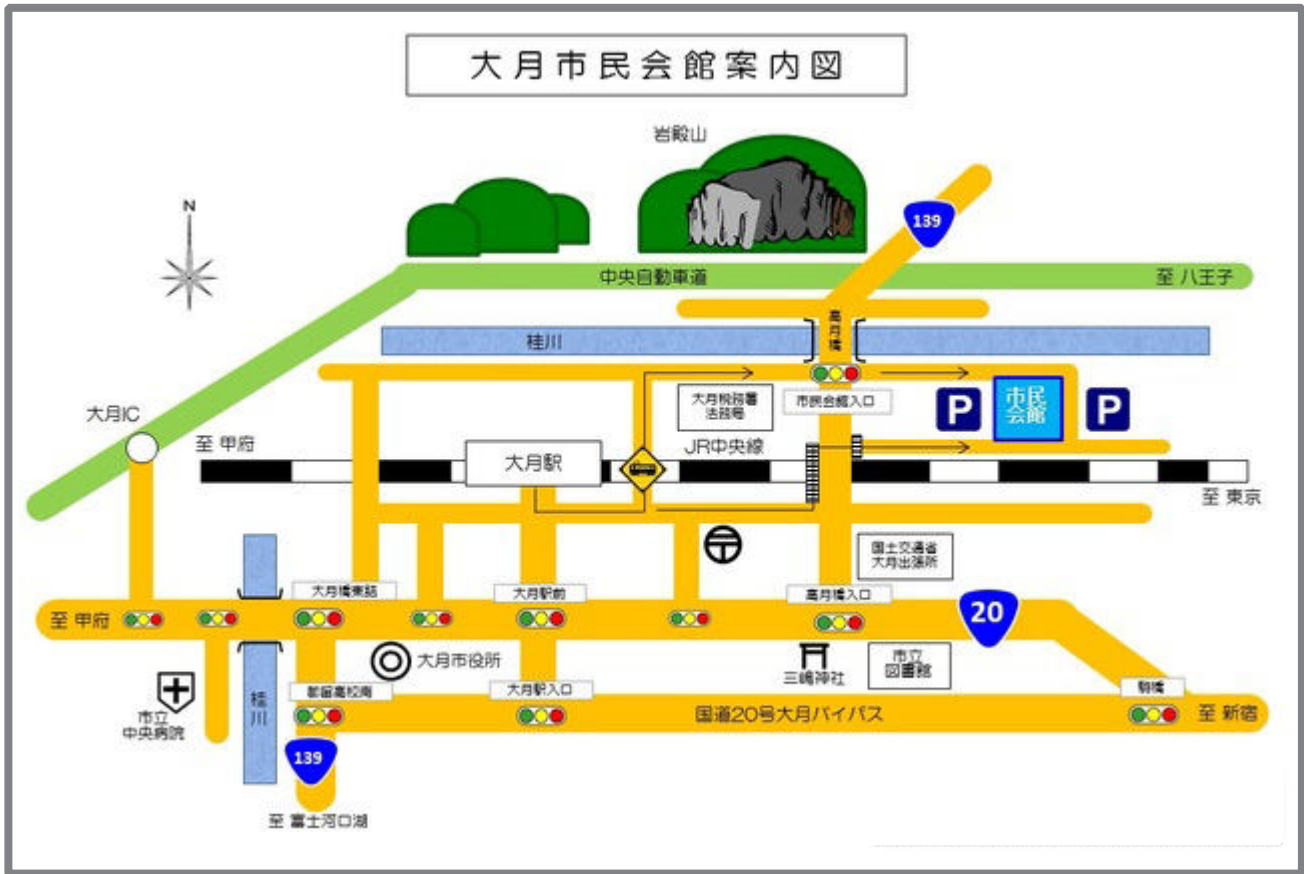 大月市民会館案内図
岩殿山
N
139
中央自動車道
至 八王子
高月橋
桂川
大月IC
至 甲府
大月税務署
法務局
市民会館入口
P
市民
会館
P
大月駅
JR中央線
至 東京
国土交通省
大月出張所
大月橋東詰
大月駅前
高月橋入口
至 甲府
20
大月市役所
三嶋神社
市立
図書館
市立
中央病院
桂川
都留高校南
大月駅入口
国道20号大月バイパス
駒橋
至 新宿
139
至 富士河口湖